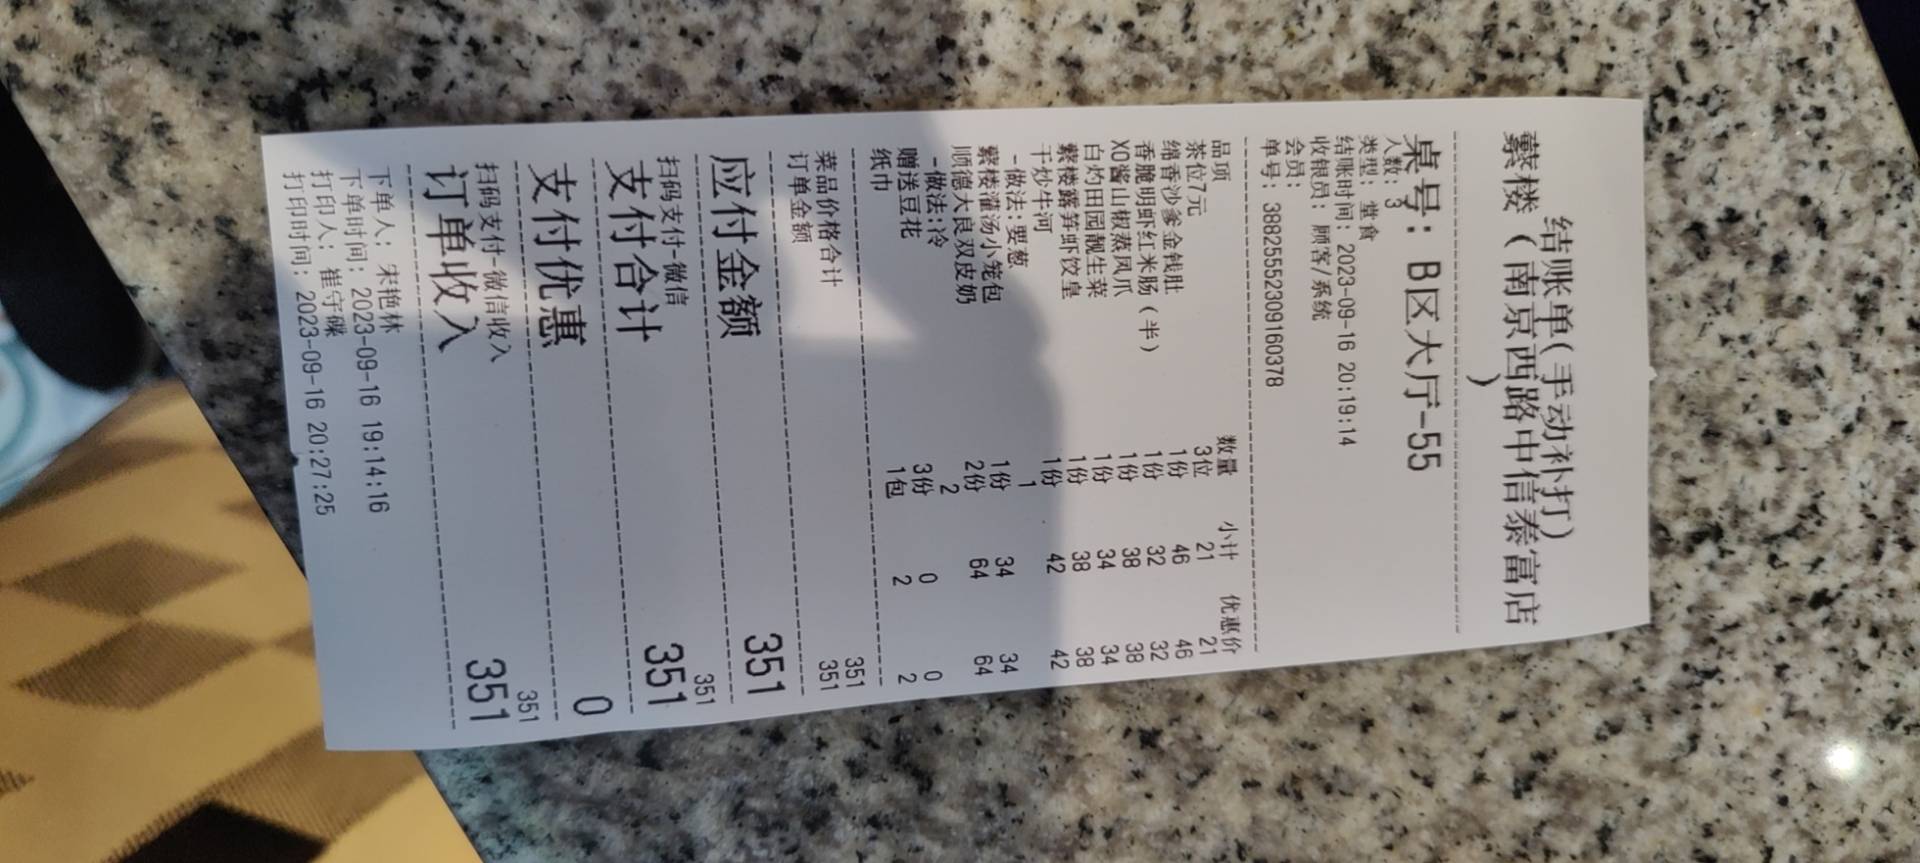 结账单(手动补打)
蘩楼（南京西路中信泰富店
）
桌号：B区大厅-55
人数：3
类型：堂食
结账时间：2023-09-16 20:19:14
收银员：顾客/系统
会员：
单号：38825552309160378
品项 数量 小计 优惠价
茶位7元 3位 21 21
绵香沙爹金钱肚 1份 46 46
香脆明虾红米肠（半） 1份 32 32
XO酱山椒蒸凤爪 1份 38 38
白灼田园靓生菜 1份 34 34
蘩楼露笋虾饺皇 1份 38 38
干炒牛河 1份 42 42
-做法:要葱 1
蘩楼灌汤小笼包 1份 34 34
顺德大良双皮奶 2份 64 64
-做法:冷 2
赠送豆花 3份 0 0
纸巾 1包 2 2
菜品价格合计 351
订单金额 351
应付金额 351
扫码支付-微信 351
支付合计 351
支付优惠 0
扫码支付-微信收入 351
订单收入 351
下单人：宋艳林
下单时间：2023-09-16 19:14:16
打印人：崔守碟
打印时间：2023-09-16 20:27:25